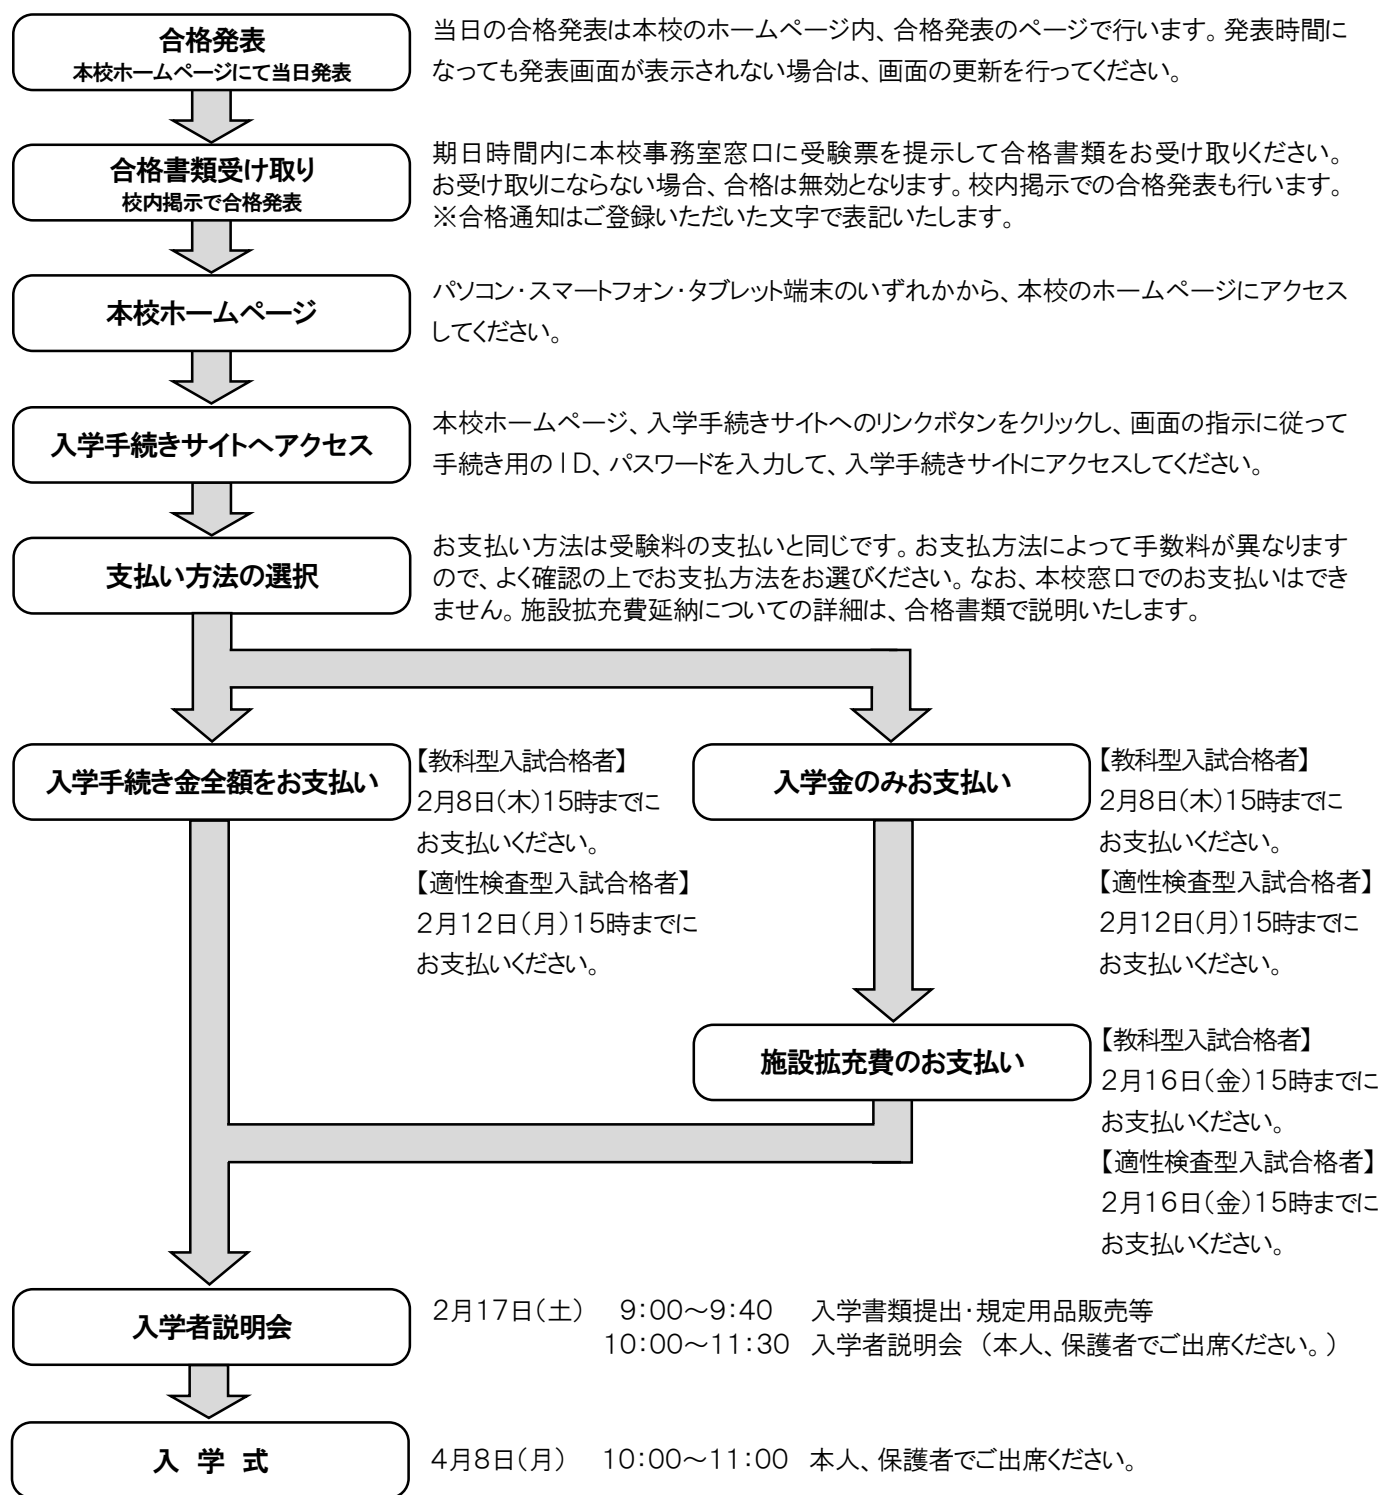 合格発表
本校ホームページにて当日発表
当日の合格発表は本校のホームページ内、合格発表のページで行います。発表時間に
なっても発表画面が表示されない場合は、画面の更新を行ってください。
合格書類受け取り
校内掲示で合格発表
期日時間内に本校事務室窓口に受験票を提示して合格書類をお受け取りください。
お受け取りにならない場合、合格は無効となります。校内掲示での合格発表も行います。
※合格通知はご登録いただいた文字で表記いたします。
本校ホームページ
パソコン・スマートフォン・タブレット端末のいずれかから、本校のホームページにアクセス
してください。
入学手続きサイトへアクセス
本校ホームページ、入学手続きサイトへのリンクボタンをクリックし、画面の指示に従って
手続き用のID、パスワードを入力して、入学手続きサイトにアクセスしてください。
支払い方法の選択
お支払い方法は受験料の支払いと同じです。お支払方法によって手数料が異なります
ので、よく確認の上でお支払方法をお選びください。なお、本校窓口でのお支払いはでき
ません。施設拡充費延納についての詳細は、合格書類で説明いたします。
入学手続き金全額をお支払い
【教科型入試合格者】
2月8日(木)15時までに
お支払いください。
【適性検査型入試合格者】
2月12日(月)15時までに
お支払いください。
入学金のみお支払い
【教科型入試合格者】
2月8日(木)15時までに
お支払いください。
【適性検査型入試合格者】
2月12日(月)15時までに
お支払いください。
施設拡充費のお支払い
【教科型入試合格者】
2月16日(金)15時までに
お支払いください。
【適性検査型入試合格者】
2月16日(金)15時までに
お支払いください。
入学者説明会
2月17日(土) 9:00～9:40 入学書類提出・規定用品販売等
10:00～11:30 入学者説明会 (本人、保護者でご出席ください。)
入 学 式
4月8日(月) 10:00～11:00 本人、保護者でご出席ください。